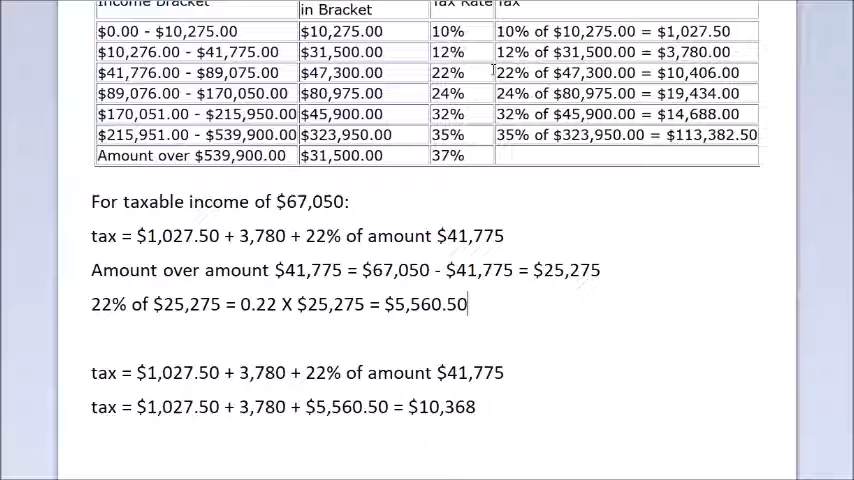 Income Bracket in Bracket Tax Rate Tax
$0.00 - $10,275.00 $10,275.00 10% 10% of $10,275.00 = $1,027.50
$10,276.00 - $41,775.00 $31,500.00 12% 12% of $31,500.00 = $3,780.00
$41,776.00 - $89,075.00 $47,300.00 22% 22% of $47,300.00 = $10,406.00
$89,076.00 - $170,050.00 $80,975.00 24% 24% of $80,975.00 = $19,434.00
$170,051.00 - $215,950.00 $45,900.00 32% 32% of $45,900.00 = $14,688.00
$215,951.00 - $539,900.00 $323,950.00 35% 35% of $323,950.00 = $113,382.50
Amount over $539,900.00 $31,500.00 37%
For taxable income of $67,050:
tax = $1,027.50 + 3,780 + 22% of amount $41,775
Amount over amount $41,775 = $67,050 - $41,775 = $25,275
22% of $25,275 = 0.22 X $25,275 = $5,560.50
tax = $1,027.50 + 3,780 + 22% of amount $41,775
tax = $1,027.50 + 3,780 + $5,560.50 = $10,368